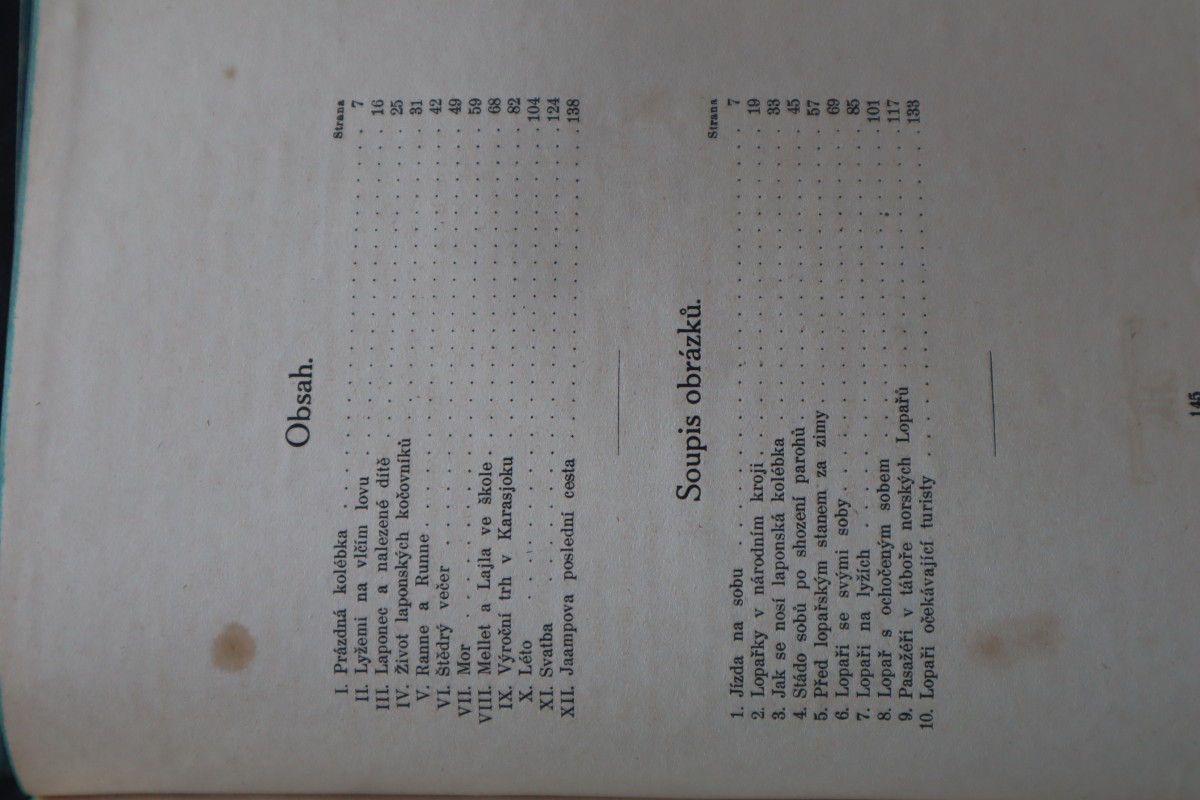 Obsah.
Strana
I. Prázdná kolébka . . . . . . . . . . . . . . . . . . 7
II. Lyžemi na vlčím lovu . . . . . . . . . . . . . . . . 16
III. Laponec a nalezené dítě . . . . . . . . . . . . . . . 25
IV. Život laponských kočovníků . . . . . . . . . . . . . . 31
V. Ranne a Runne . . . . . . . . . . . . . . . . . . 42
VI. Štědrý večer . . . . . . . . . . . . . . . . . . 49
VII. Mor . . . . . . . . . . . . . . . . . . . . . 59
VIII. Mellet a Lajla ve škole . . . . . . . . . . . . . . . 68
IX. Výroční trh v Karasjoku . . . . . . . . . . . . . . 82
X. Léto . . . . . . . . . . . . . . . . . . . . . 104
XI. Svatba . . . . . . . . . . . . . . . . . . . . 124
XII. Jaampova poslední cesta . . . . . . . . . . . . . . 138
Soupis obrázků.
Strana
1. Jízda na sobu . . . . . . . . . . . . . . . . . . 7
2. Lopařky v národním kroji . . . . . . . . . . . . . . 19
3. Jak se nosí laponská kolébka . . . . . . . . . . . . . 33
4. Stádo sobů po shození parohů . . . . . . . . . . . . . 45
5. Před lopařským stanem za zimy . . . . . . . . . . . . 57
6. Lopaři se svými soby . . . . . . . . . . . . . . . 69
7. Lopaři na lyžích . . . . . . . . . . . . . . . . . 85
8. Lopař s ochočeným sobem . . . . . . . . . . . . . . 101
9. Pasažéři v táboře norských Lopařů . . . . . . . . . . . 117
10. Lopaři očekávající turisty . . . . . . . . . . . . . . 133
145